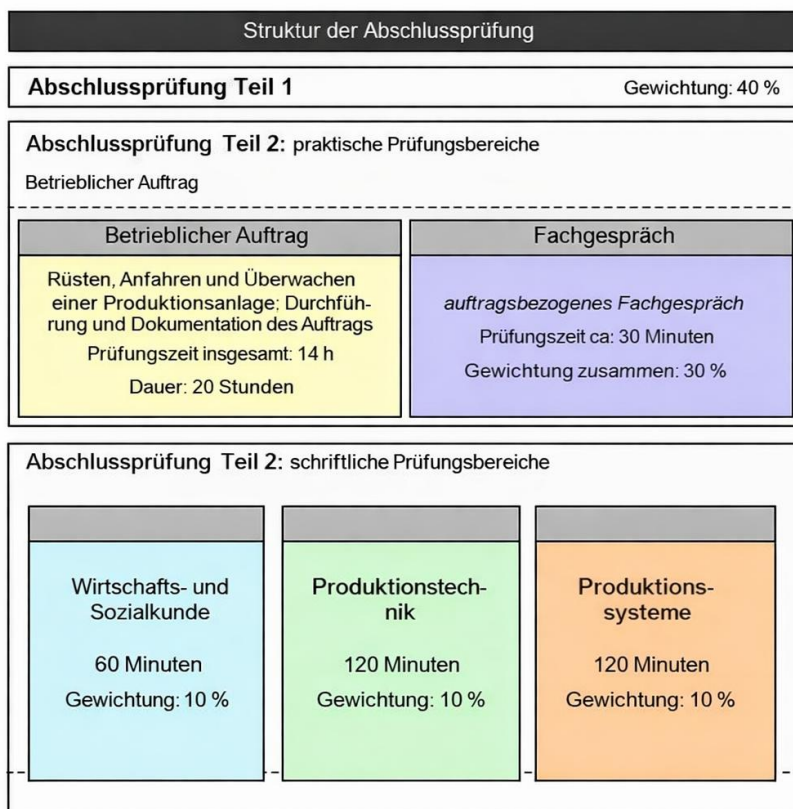 Struktur der Abschlussprüfung
Abschlussprüfung Teil 1
Gewichtung: 40 %
Abschlussprüfung Teil 2: praktische Prüfungsbereiche
Betrieblicher Auftrag
Betrieblicher Auftrag
Rüsten, Anfahren und Überwachen
einer Produktionsanlage; Durchfüh-
rung und Dokumentation des Auftrags
Prüfungszeit insgesamt: 14 h
Dauer: 20 Stunden
Fachgespräch
auftragsbezogenes Fachgespräch
Prüfungszeit ca: 30 Minuten
Gewichtung zusammen: 30 %
Abschlussprüfung Teil 2: schriftliche Prüfungsbereiche
Wirtschafts- und
Sozialkunde
60 Minuten
Gewichtung: 10 %
Produktionstech-
nik
120 Minuten
Gewichtung: 10 %
Produktions-
systeme
120 Minuten
Gewichtung: 10 %